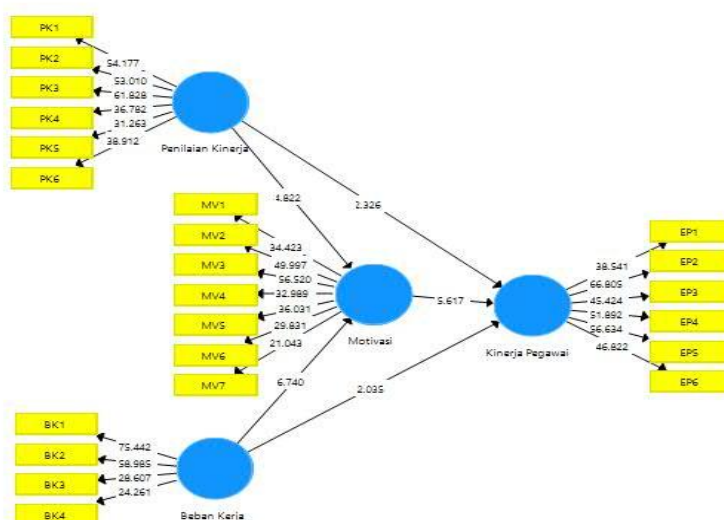 PK1
PK2
PK3
PK4
PK5
PK6
54.177
53.010
61.828
36.782
31.263
38.912
Penilaian Kinerja
4.822
2.326
MV1
MV2
MV3
MV4
MV5
MV6
MV7
34.423
49.997
56.520
32.989
36.031
29.831
21.043
Motivasi
5.617
6.740
2.035
Kinerja Pegawai
38.541
66.805
45.424
51.892
56.634
46.822
EP1
EP2
EP3
EP4
EP5
EP6
BK1
BK2
BK3
BK4
75.442
58.985
28.607
24.261
Beban Kerja